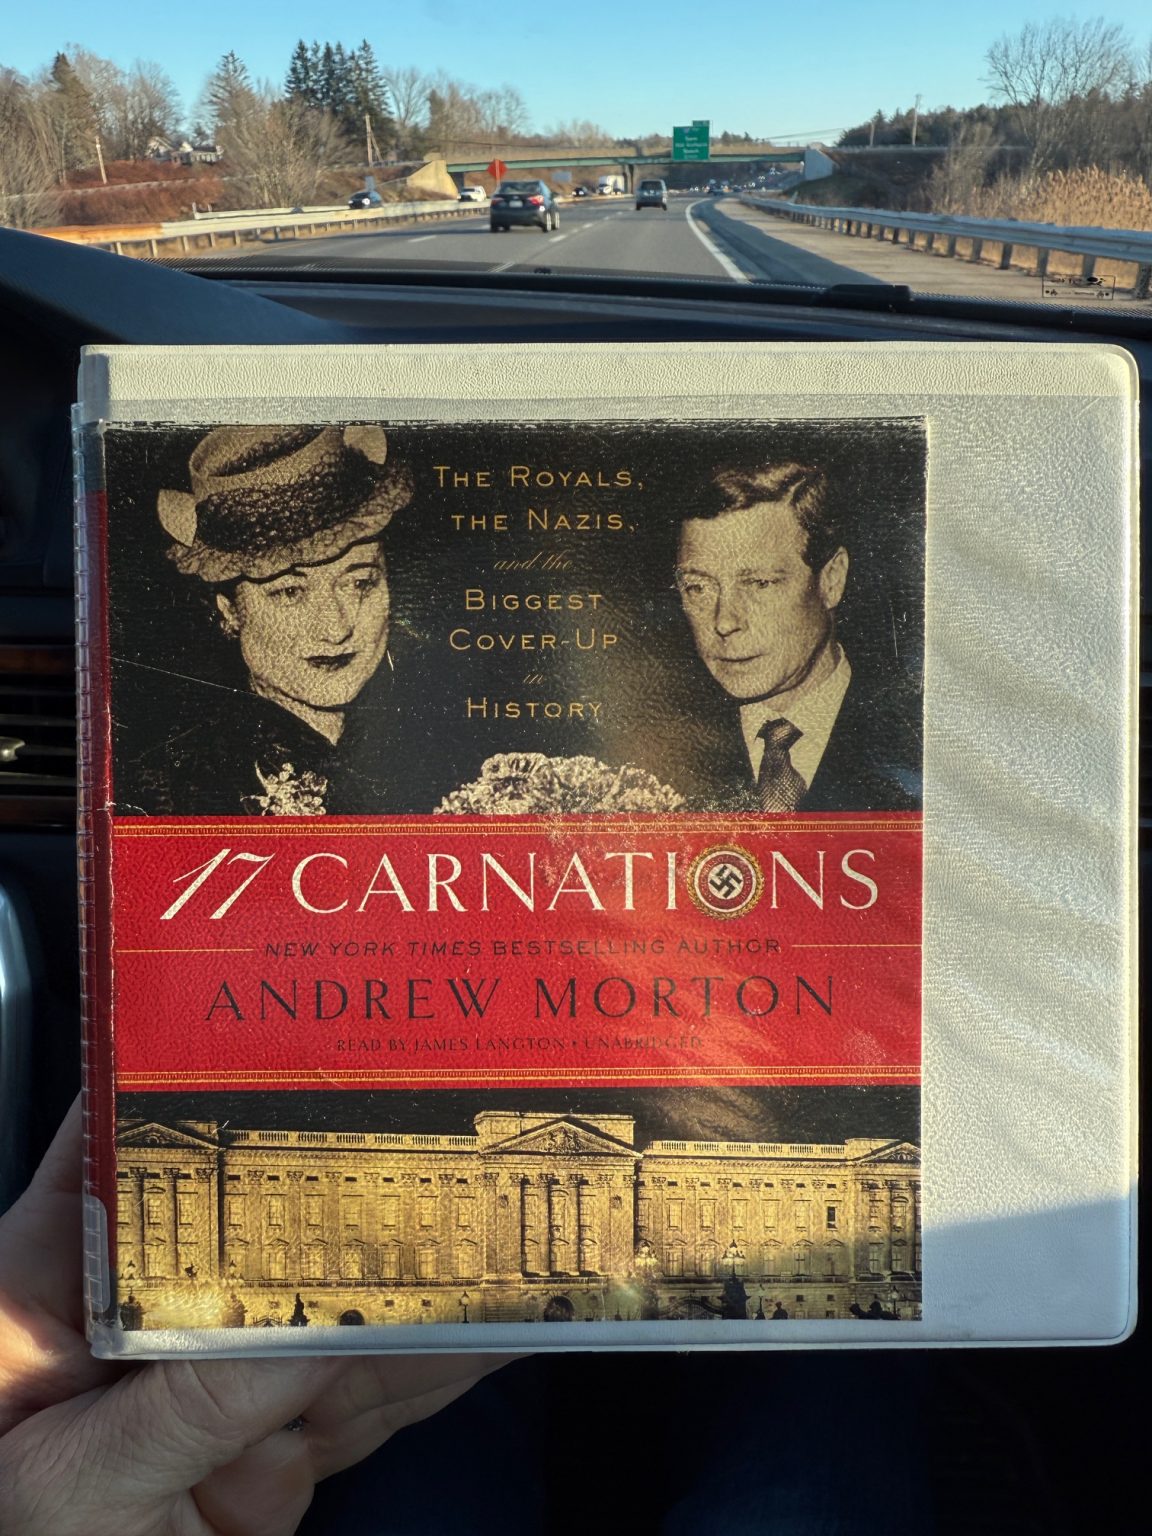 THE ROYALS,
THE NAZIS,
and the
BIGGEST
COVER-UP
in
HISTORY
17 CARNATIONS
NEW YORK TIMES BESTSELLING AUTHOR
ANDREW MORTON
READ BY JAMES LANGTON • UNABRIDGED